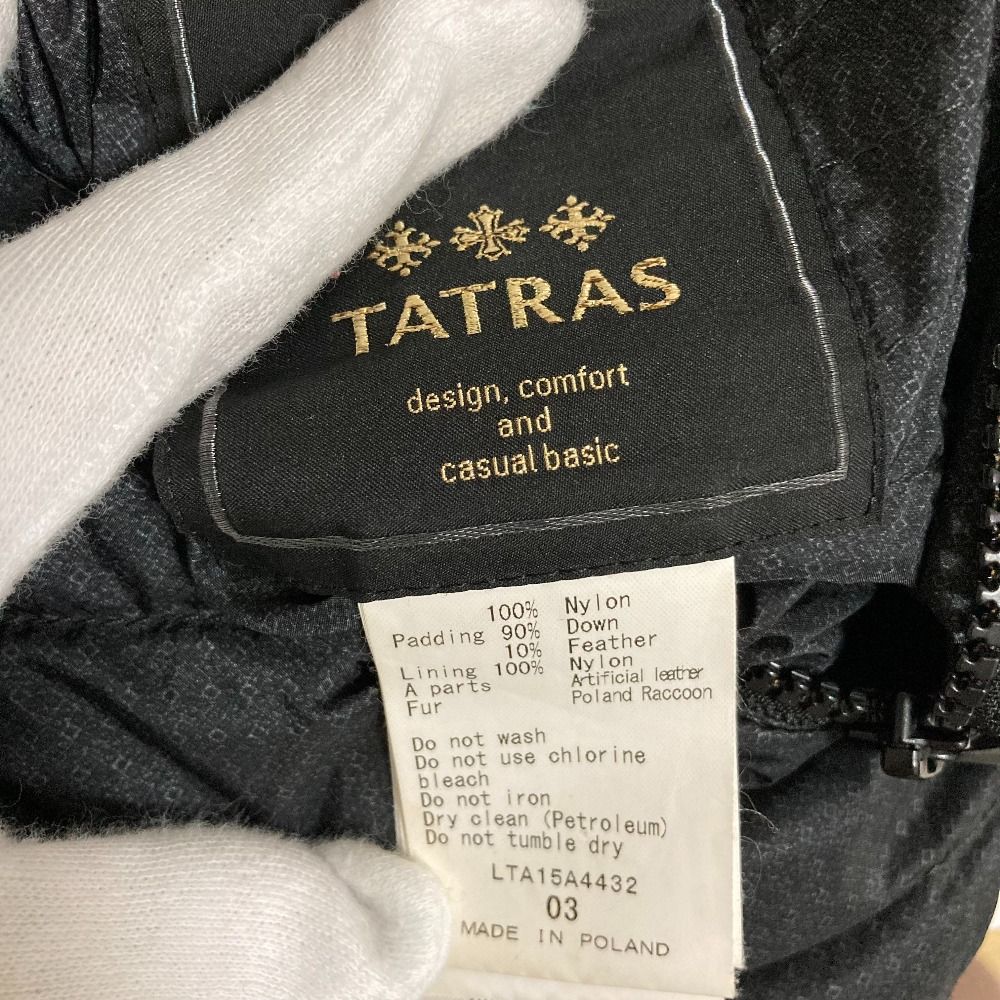 TATRAS
design, comfort
and
casual basic
100% Nylon
Padding 90% Down
10% Feather
Lining 100% Nylon
A parts Artificial leather
Fur Poland Raccoon
Do not wash
Do not use chlorine
bleach
Do not iron
Dry clean (Petroleum)
Do not tumble dry
LTA15A4432
03
MADE IN POLAND